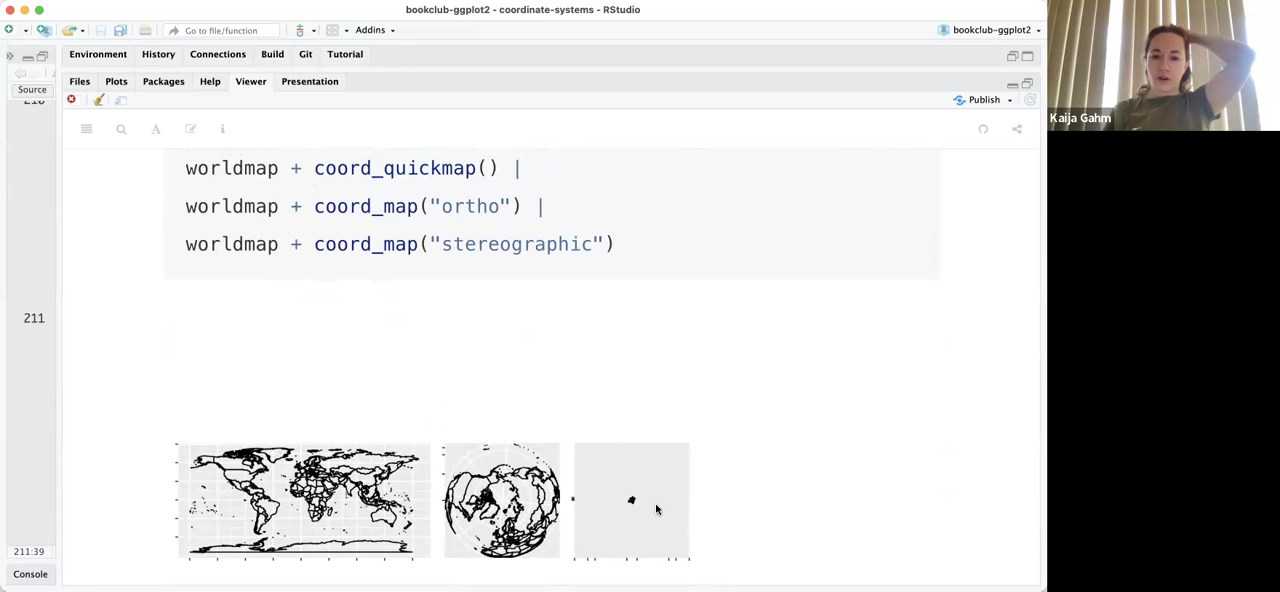 bookclub-ggplot2 - coordinate-systems - RStudio
Go to file/function
Addins
bookclub-ggplot2
Environment
History
Connections
Build
Git
Tutorial
Files
Plots
Packages
Help
Viewer
Presentation
Source
Publish
Kaija Gahm
A
worldmap + coord_quickmap() |
worldmap + coord_map("ortho") |
worldmap + coord_map("stereographic")
211
211:39
Console